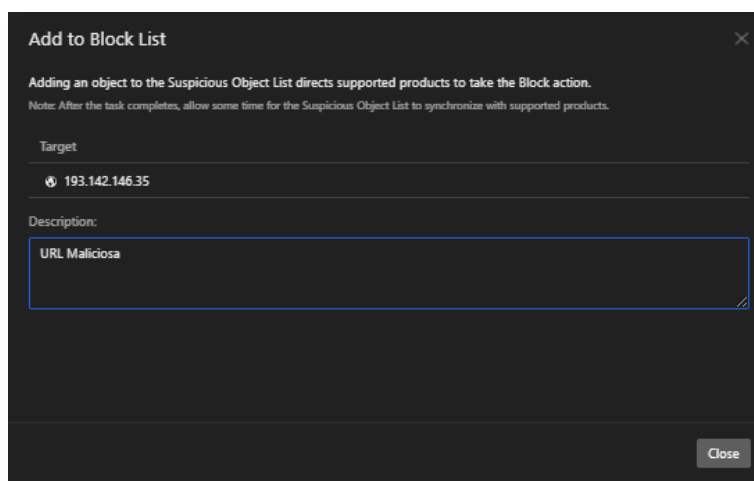 Add to Block List
Adding an object to the Suspicious Object List directs supported products to take the Block action.
Note: After the task completes, allow some time for the Suspicious Object List to synchronize with supported products.
Target
193.142.146.35
Description:
URL Maliciosa
Close